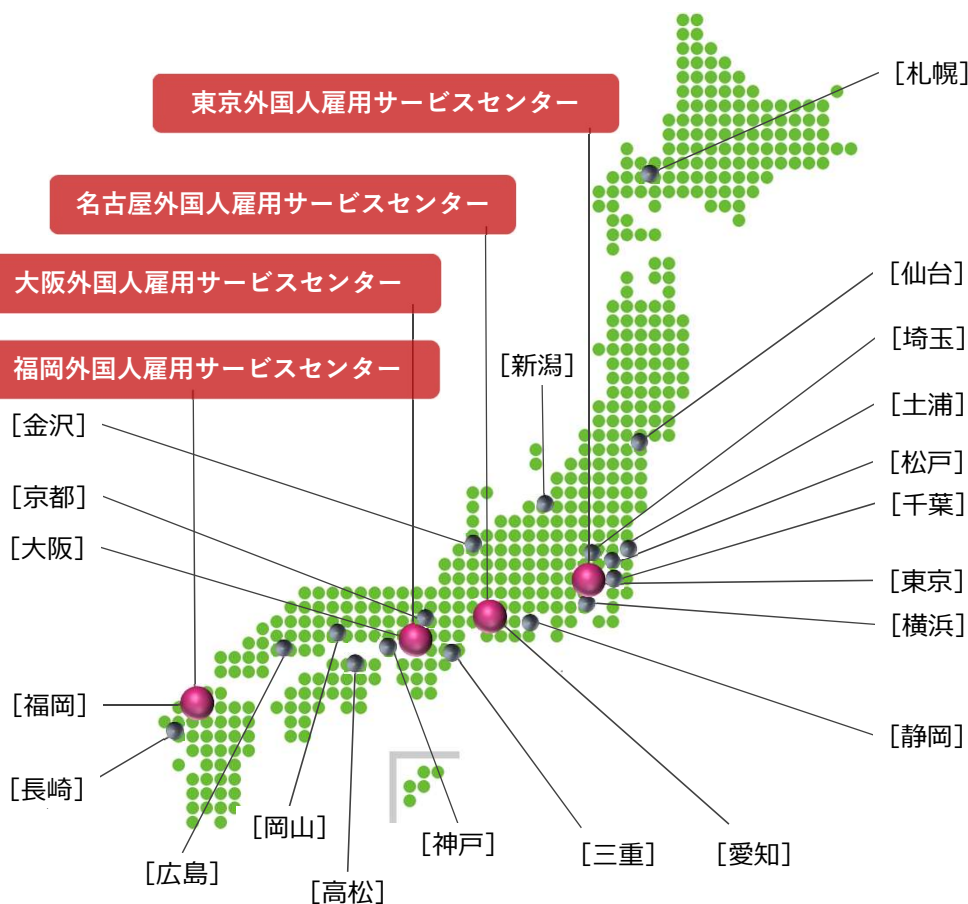 [札幌]
東京外国人雇用サービスセンター
名古屋外国人雇用サービスセンター
大阪外国人雇用サービスセンター
福岡外国人雇用サービスセンター
[仙台]
[埼玉]
[新潟]
[土浦]
[金沢]
[松戸]
[京都]
[千葉]
[大阪]
[東京]
[横浜]
[福岡]
[静岡]
[長崎]
[岡山]
[神戸]
[三重]
[愛知]
[広島]
[高松]